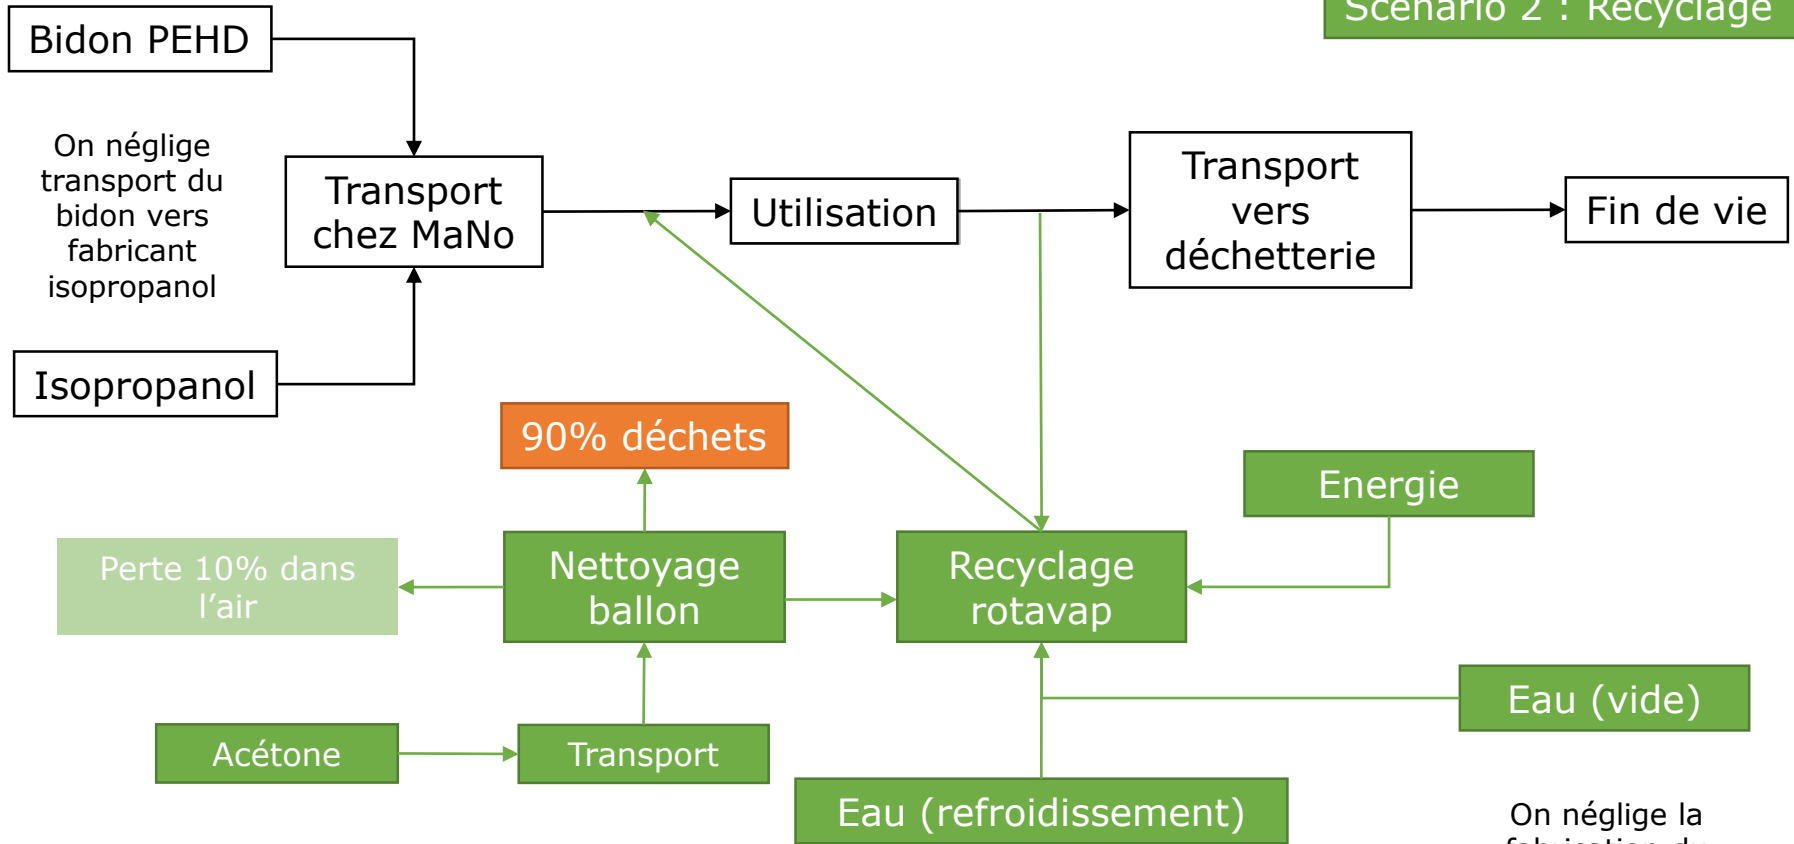 Scénario 2 : Recyclage
Bidon PEHD
On néglige
transport du
bidon vers
fabricant
isopropanol
Transport
chez MaNo
Utilisation
Transport
vers
déchetterie
Fin de vie
Isopropanol
90% déchets
Energie
Perte 10% dans
l’air
Nettoyage
ballon
Recyclage
rotavap
Eau (vide)
Acétone
Transport
Eau (refroidissement)
On néglige la
fabrication du